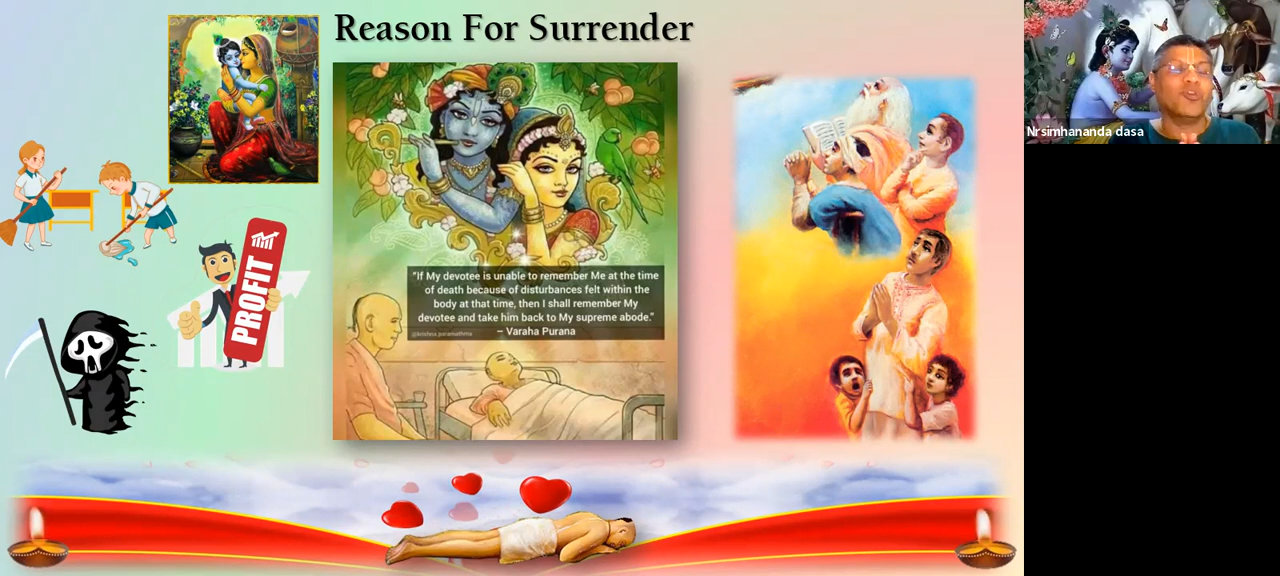 Reason For Surrender
Nrsimhananda dasa
PROFIT
“If My devotee is unable to remember Me at the time
of death because of disturbances felt within the
body at that time, then I shall remember My
devotee and take him back to My supreme abode.”
– Varaha Purana
@krishna.paramathma